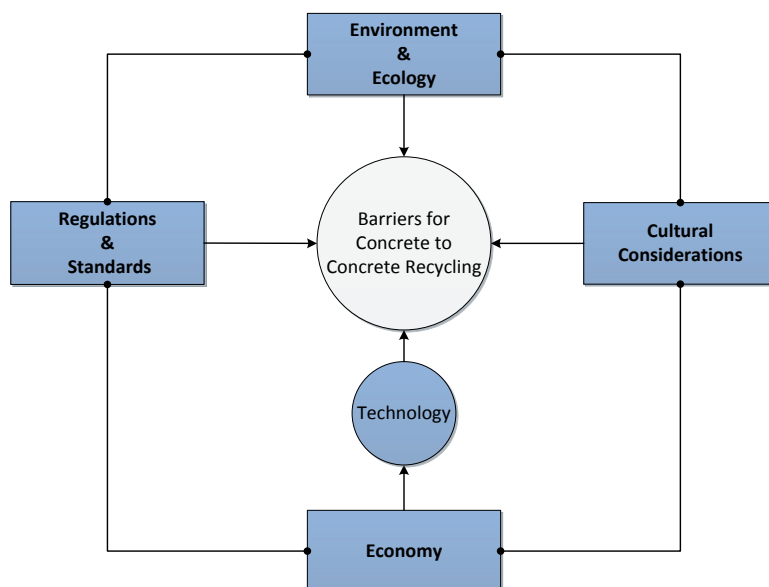 Environment
&
Ecology
Regulations
&
Standards
Barriers for
Concrete to
Concrete Recycling
Cultural
Considerations
Technology
Economy